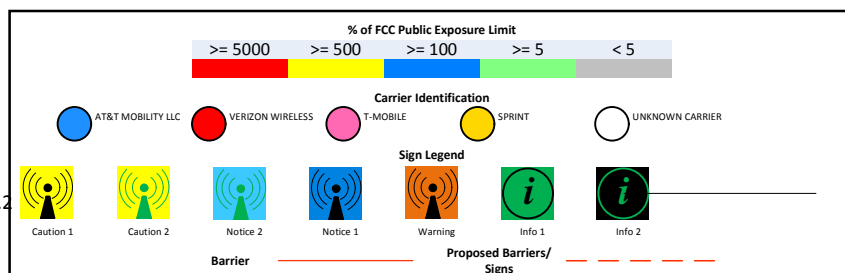 % of FCC Public Exposure Limit
>= 5000 >= 500 >= 100 >= 5 < 5
Carrier Identification
AT&T MOBILITY LLC VERIZON WIRELESS T-MOBILE SPRINT UNKNOWN CARRIER
Sign Legend
i i
Caution 1 Caution 2 Notice 2 Notice 1 Warning Info 1 Info 2
Barrier Proposed Barriers/
Signs